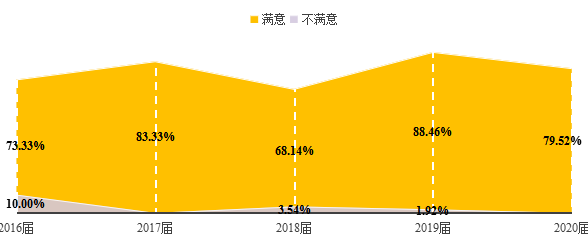 满意 不满意
73.33% 83.33% 68.14% 88.46% 79.52%
10.00% 3.54% 1.92%
2016届 2017届 2018届 2019届 2020届